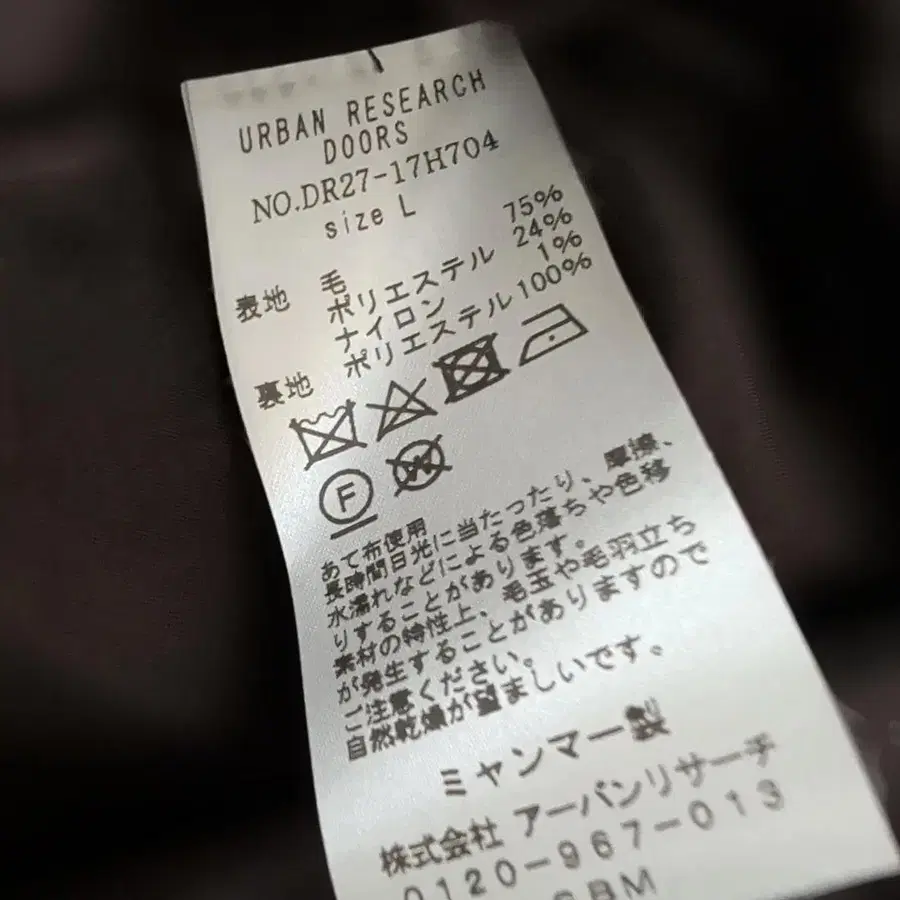 URBAN RESEARCH
DOORS
NO.DR27-17H704
size L
表地 毛 75%
ポリエステル 24%
ナイロン 1%
裏地 ポリエステル 100%
F
W
あて布使用
長時間日光に当たったり、摩擦、
水濡れなどによる色落ちや色移
りすることがあります。
素材の特性上、毛玉や毛羽立ち
が発生することがありますので
ご注意ください。
自然乾燥が望ましいです。
ミャンマー製
株式会社 アーバンリサーチ
0120-967-013